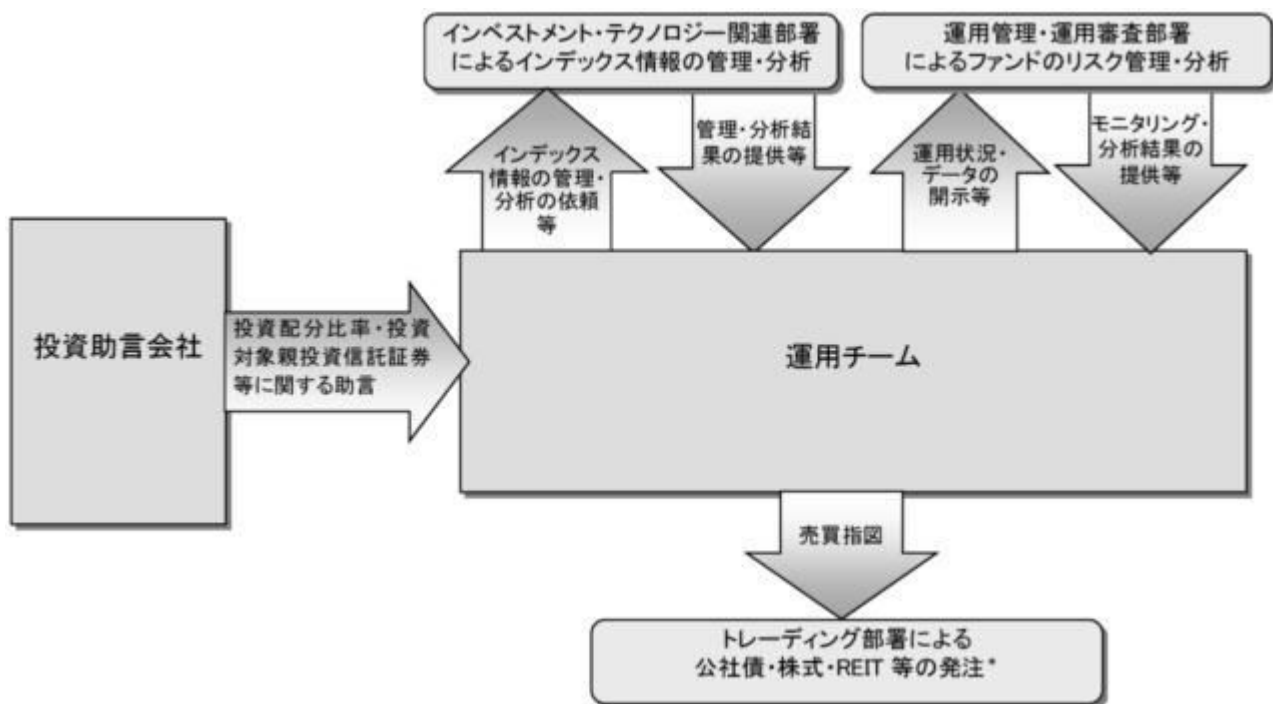 インベストメント・テクノロジー関連部署
によるインデックス情報の管理・分析
運用管理・運用審査部署
によるファンドのリスク管理・分析
インデックス
情報の管理・
分析の依頼
等
管理・分析結
果の提供等
運用状況・
データの
開示等
モニタリング・
分析結果の
提供等
投資助言会社
投資配分比率・投資
対象親投資信託証券
等に関する助言
運用チーム
売買指図
トレーディング部署による
公社債・株式・REIT 等の発注*